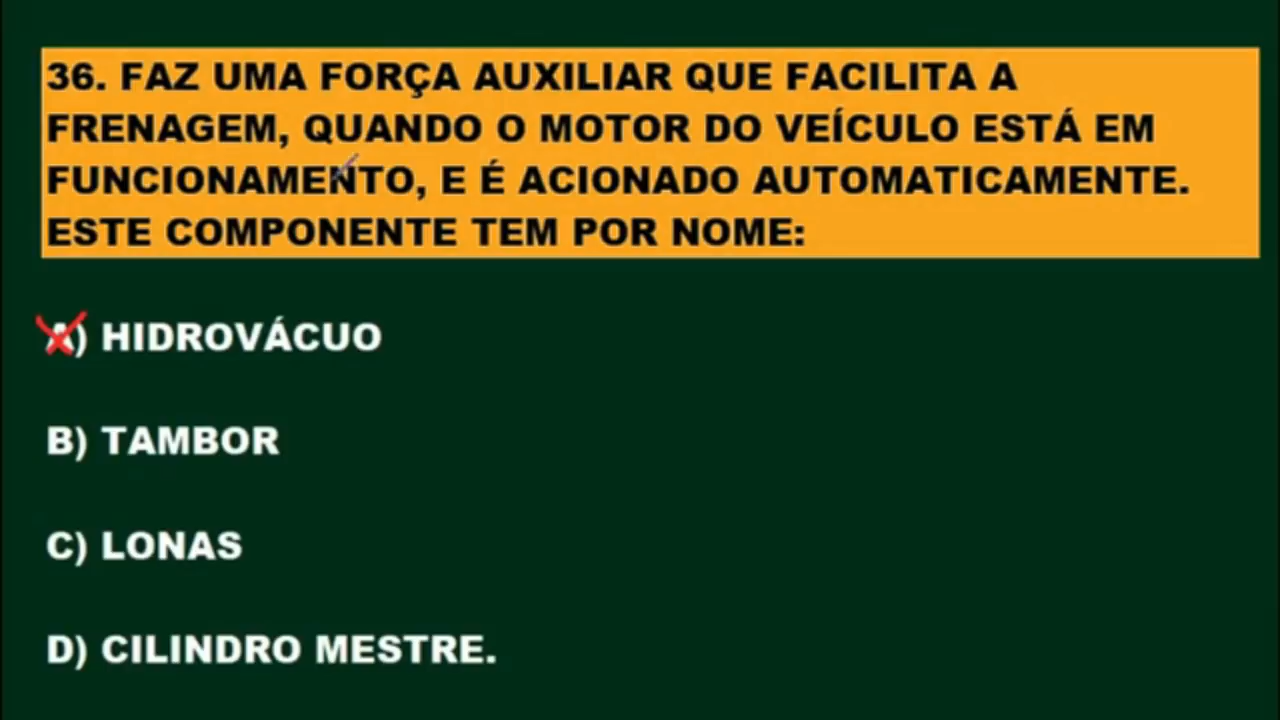 36. FAZ UMA FORÇA AUXILIAR QUE FACILITA A
FRENAGEM, QUANDO O MOTOR DO VEÍCULO ESTÁ EM
FUNCIONAMENTO, E É ACIONADO AUTOMATICAMENTE.
ESTE COMPONENTE TEM POR NOME:
A) HIDROVÁCUO
B) TAMBOR
C) LONAS
D) CILINDRO MESTRE.